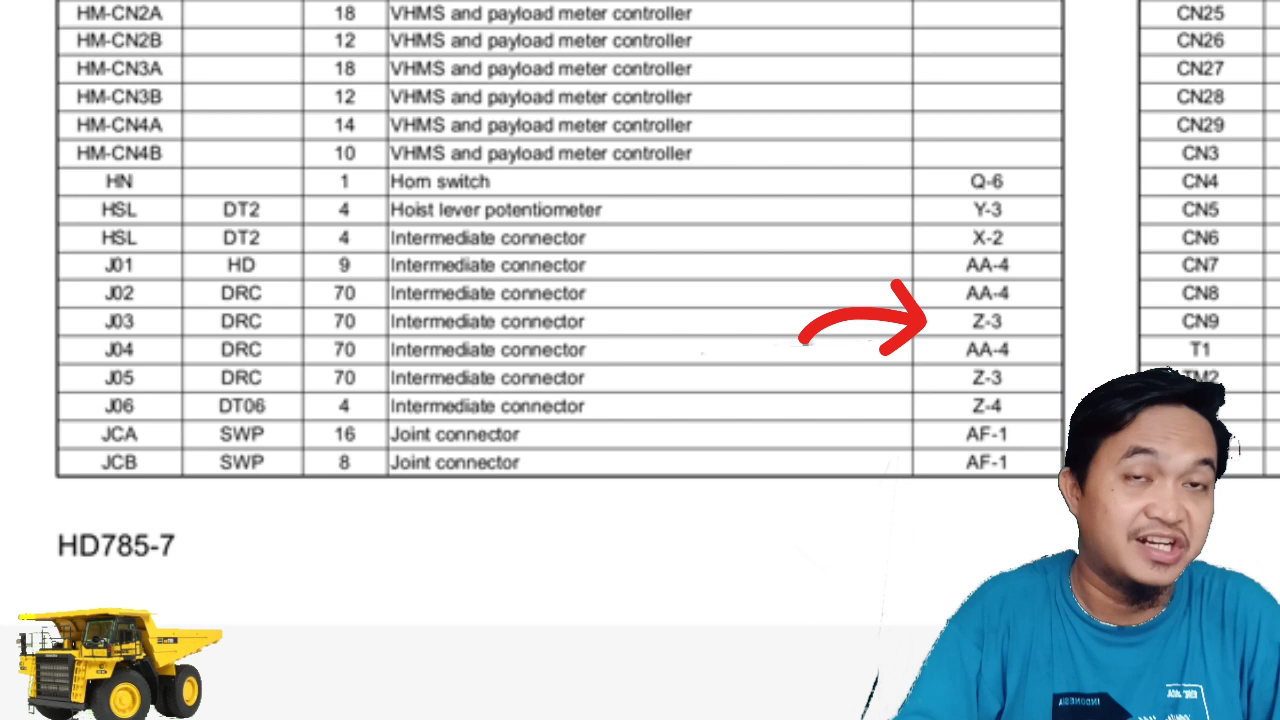 HM-CN2A 18 VHMS and payload meter controller CN25
HM-CN2B 12 VHMS and payload meter controller CN26
HM-CN3A 18 VHMS and payload meter controller CN27
HM-CN3B 12 VHMS and payload meter controller CN28
HM-CN4A 14 VHMS and payload meter controller CN29
HM-CN4B 10 VHMS and payload meter controller CN3
HN 1 Horn switch Q-6 CN4
HSL DT2 4 Hoist lever potentiometer Y-3 CN5
HSL DT2 4 Intermediate connector X-2 CN6
J01 HD 9 Intermediate connector AA-4 CN7
J02 DRC 70 Intermediate connector AA-4 CN8
J03 DRC 70 Intermediate connector Z-3 CN9
J04 DRC 70 Intermediate connector AA-4 T1
J05 DRC 70 Intermediate connector Z-3 TM2
J06 DT06 4 Intermediate connector Z-4
JCA SWP 16 Joint connector AF-1
JCB SWP 8 Joint connector AF-1
HD785-7
INDONESIA